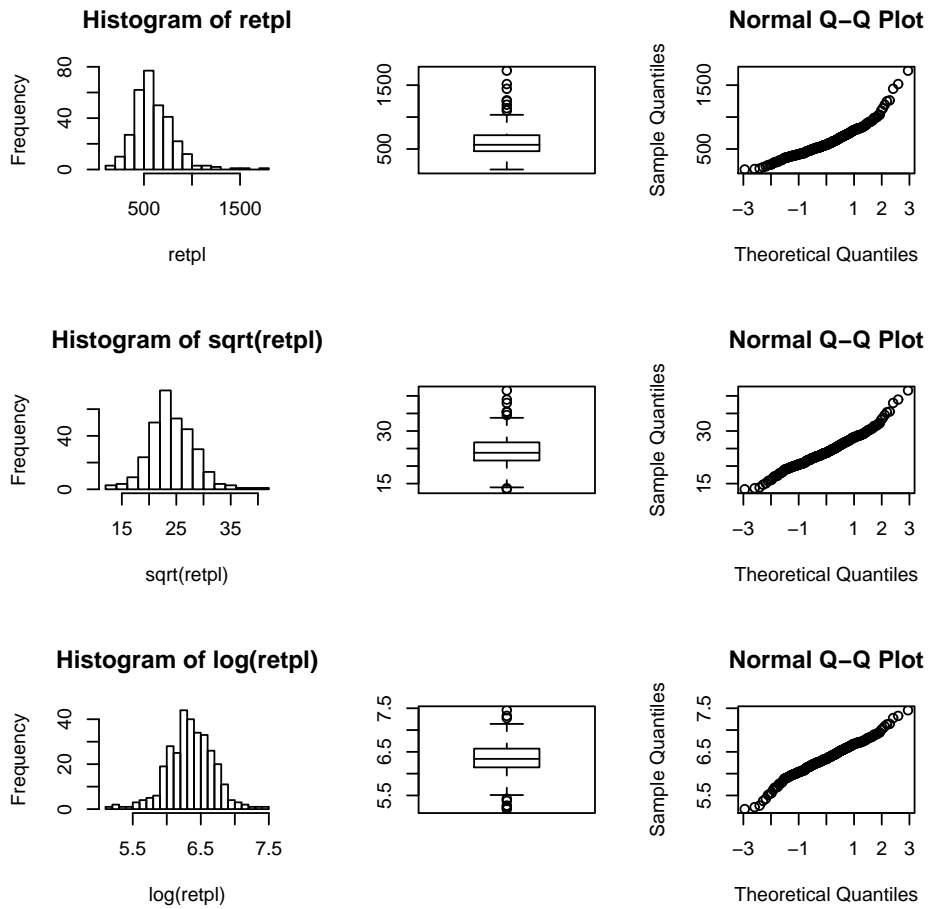 Histogram of retpl
Frequency
0 40 80
500 1500
retpl
500 1500
Normal Q−Q Plot
Sample Quantiles
500 1500
−3 −1 1 2 3
Theoretical Quantiles
Histogram of sqrt(retpl)
Frequency
0 40
15 25 35
sqrt(retpl)
15 30
Normal Q−Q Plot
Sample Quantiles
15 30
−3 −1 1 2 3
Theoretical Quantiles
Histogram of log(retpl)
Frequency
0 20 40
5.5 6.5 7.5
log(retpl)
5.5 6.5 7.5
Normal Q−Q Plot
Sample Quantiles
5.5 6.5 7.5
−3 −1 1 2 3
Theoretical Quantiles